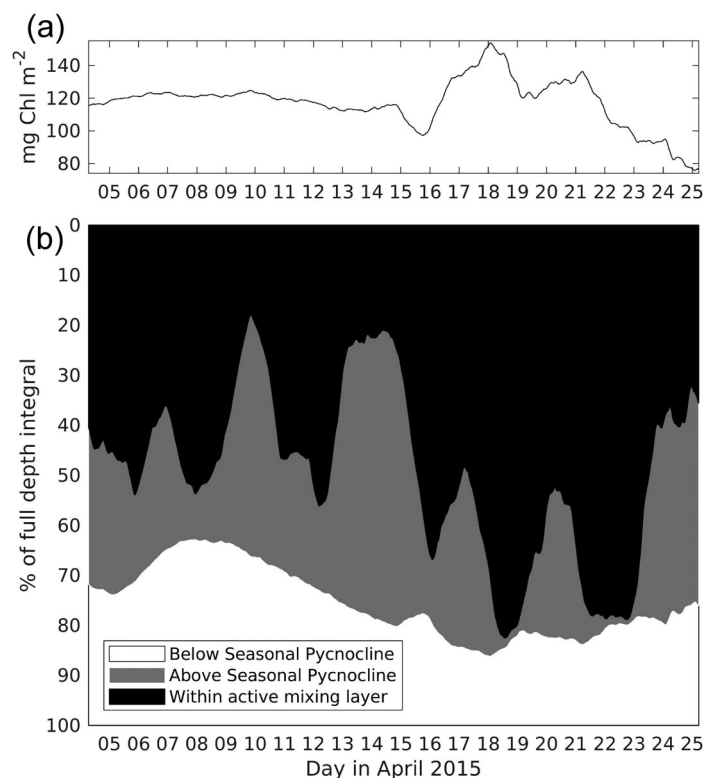 (a)
mg Chl m-2
140
120
100
80
05 06 07 08 09 10 11 12 13 14 15 16 17 18 19 20 21 22 23 24 25
(b)
% of full depth integral
0
10
20
30
40
50
60
70
80
90
100
Below Seasonal Pycnocline
Above Seasonal Pycnocline
Within active mixing layer
05 06 07 08 09 10 11 12 13 14 15 16 17 18 19 20 21 22 23 24 25
Day in April 2015